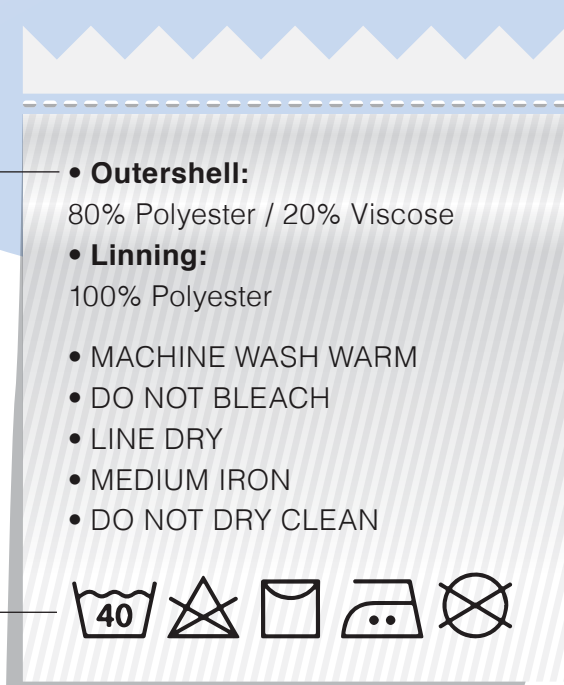 • Outershell:
80% Polyester / 20% Viscose
• Linning:
100% Polyester
• MACHINE WASH WARM
• DO NOT BLEACH
• LINE DRY
• MEDIUM IRON
• DO NOT DRY CLEAN
40